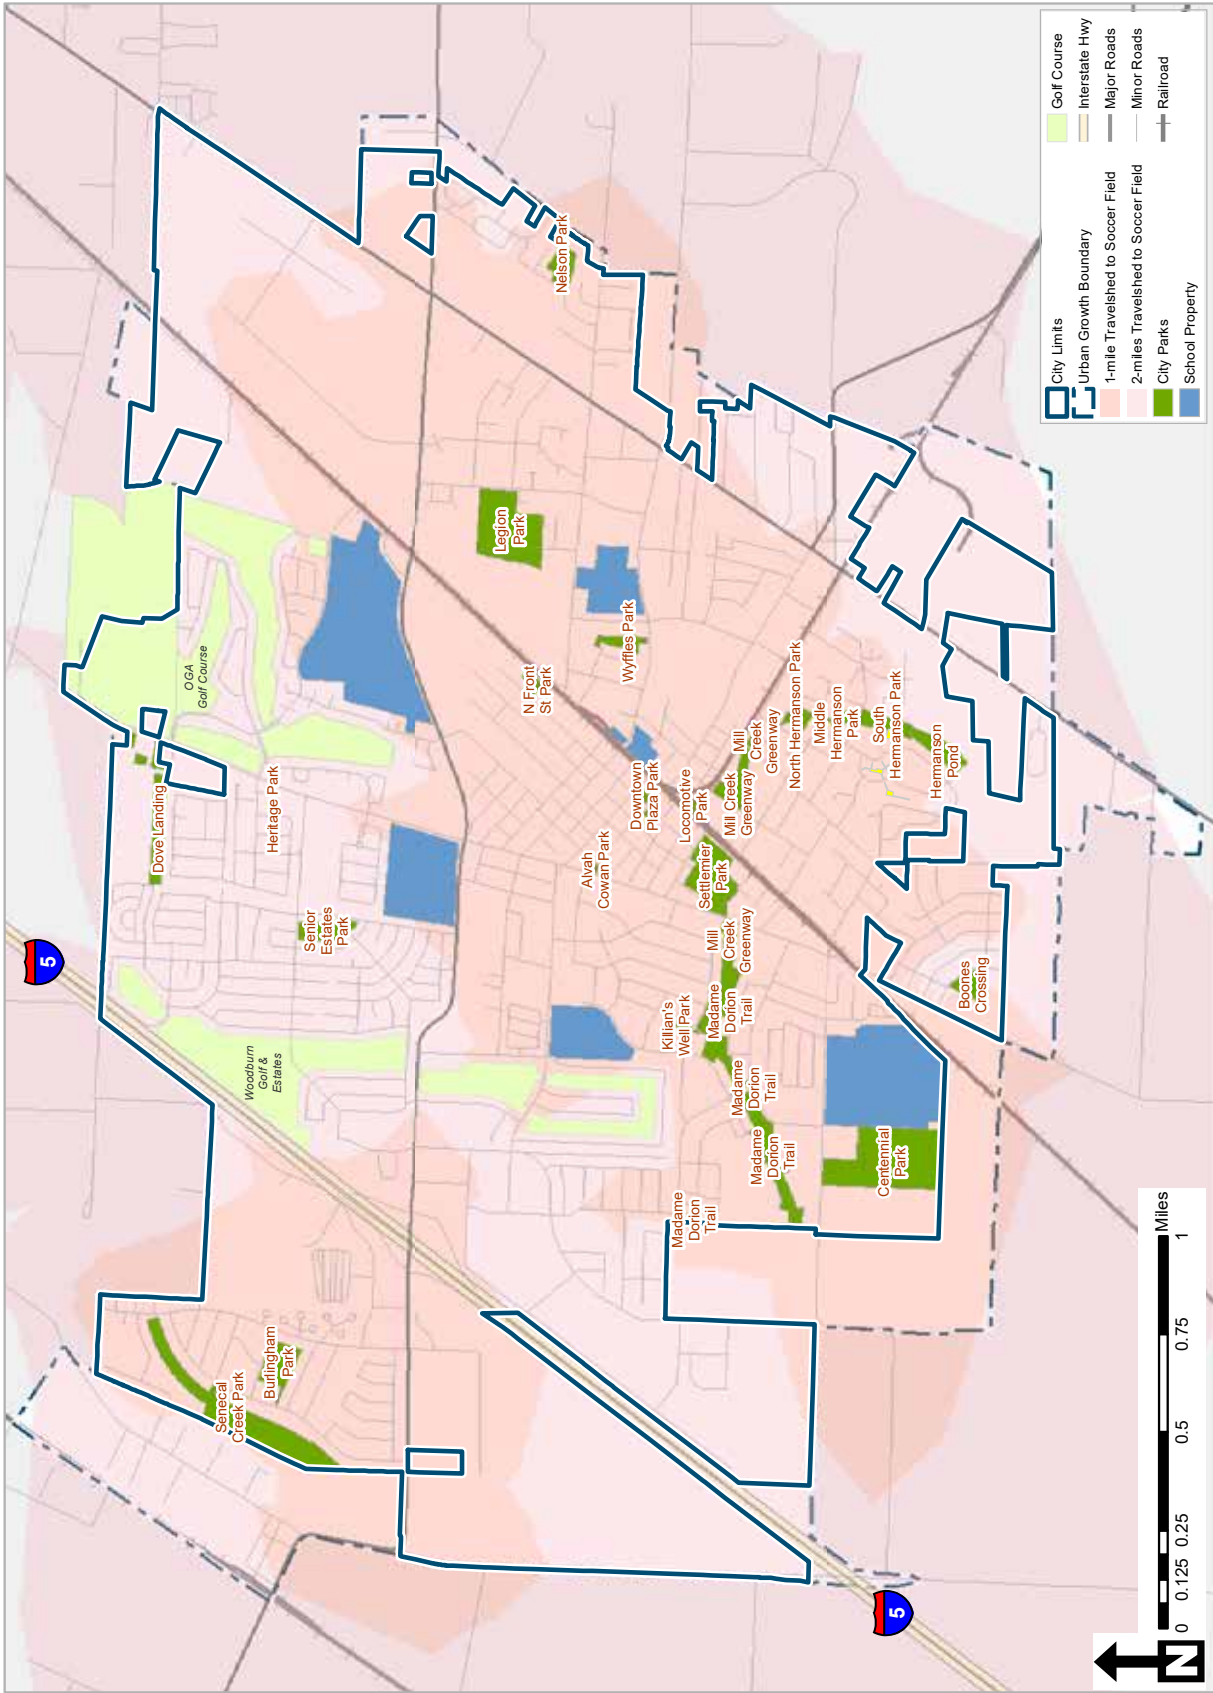 5
Dove Landing
OGA
Golf Course
Heritage Park
Senior
Estates
Park
Woodburn
Golf &
Estates
Senecal
Creek Park
Burlingham
Park
Nelson Park
Legion
Park
Wyffles Park
N Front
St Park
Downtown
Plaza Park
Alvah
Cowan Park
Locomotive
Park
Settlemier
Park
Mill Creek
Greenway
Mill
Creek
Greenway
North Hermanson Park
Middle
Hermanson
Park
South
Hermanson Park
Hermanson
Pond
Mill
Creek
Greenway
Killian's
Well Park
Madame
Dorion
Trail
Madame
Dorion
Trail
Madame
Dorion
Trail
Madame
Dorion
Trail
Centennial
Park
Boones
Crossing
5
City Limits
Urban Growth Boundary
1-mile Travelshed to Soccer Field
2-miles Travelshed to Soccer Field
City Parks
School Property
Golf Course
Interstate Hwy
Major Roads
Minor Roads
Railroad
N
0 0.125 0.25 0.5 0.75 1
Miles